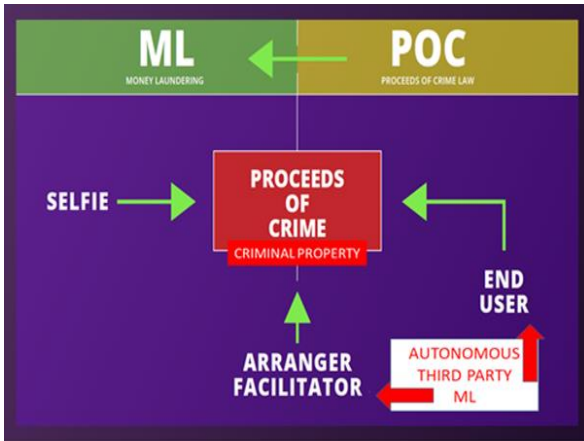 ML
MONEY LAUNDERING
POC
PROCEEDS OF CRIME LAW
SELFIE
PROCEEDS
OF
CRIME
CRIMINAL PROPERTY
END
USER
ARRANGER
FACILITATOR
AUTONOMOUS
THIRD PARTY
ML